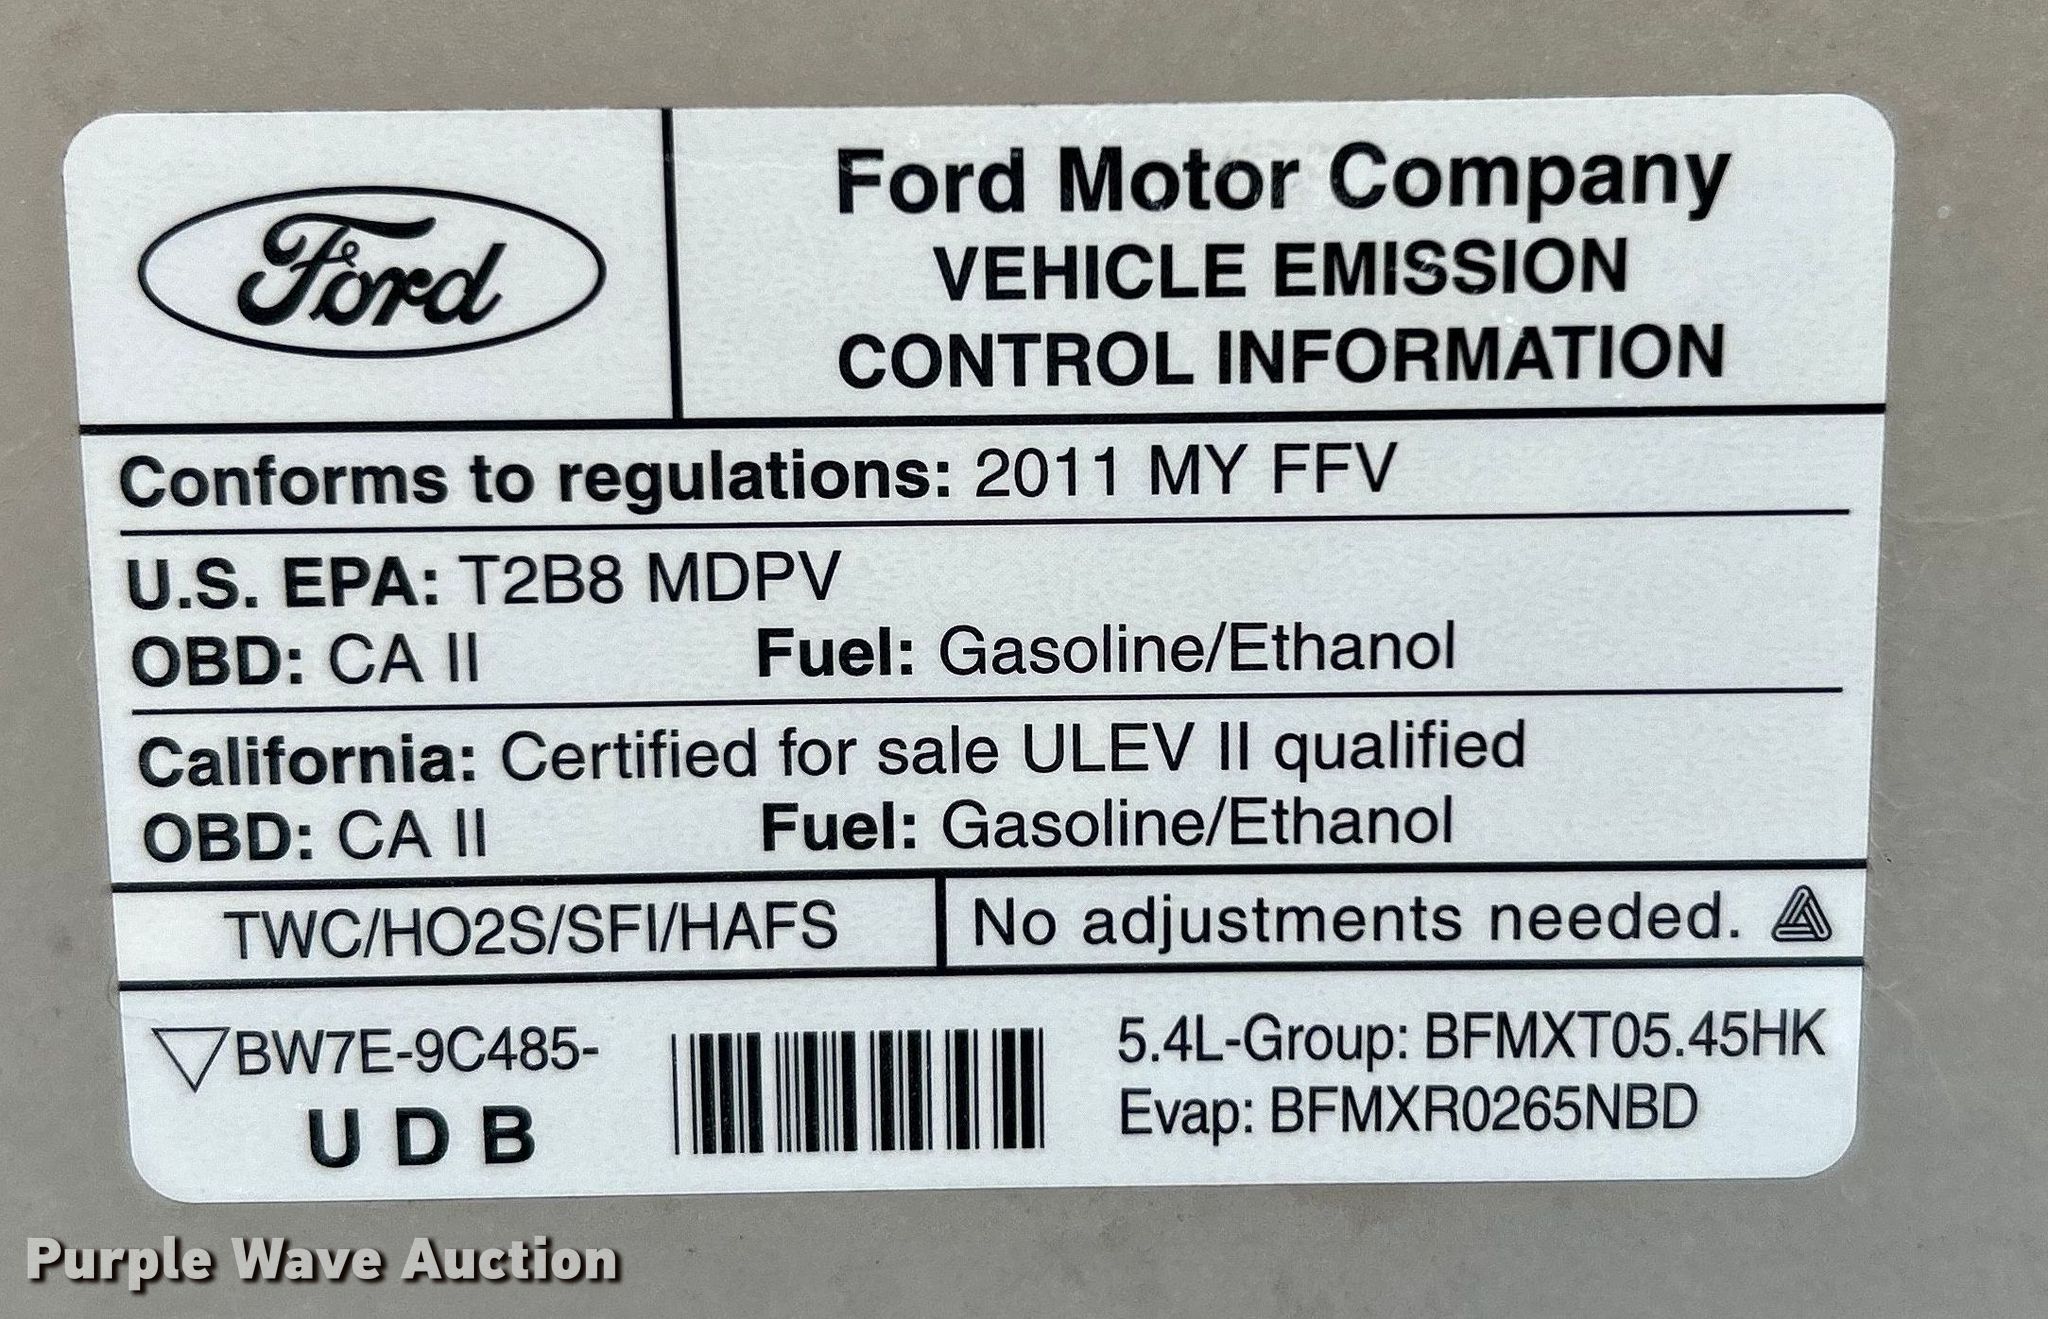 Ford
Ford Motor Company
VEHICLE EMISSION
CONTROL INFORMATION
Conforms to regulations: 2011 MY FFV
U.S. EPA: T2B8 MDPV
OBD: CA II Fuel: Gasoline/Ethanol
California: Certified for sale ULEV II qualified
OBD: CA II Fuel: Gasoline/Ethanol
TWC/HO2S/SFI/HAFS
No adjustments needed.
BW7E-9C485-
U D B
5.4L-Group: BFMXT05.45HK
Evap: BFMXR0265NBD
Purple Wave Auction